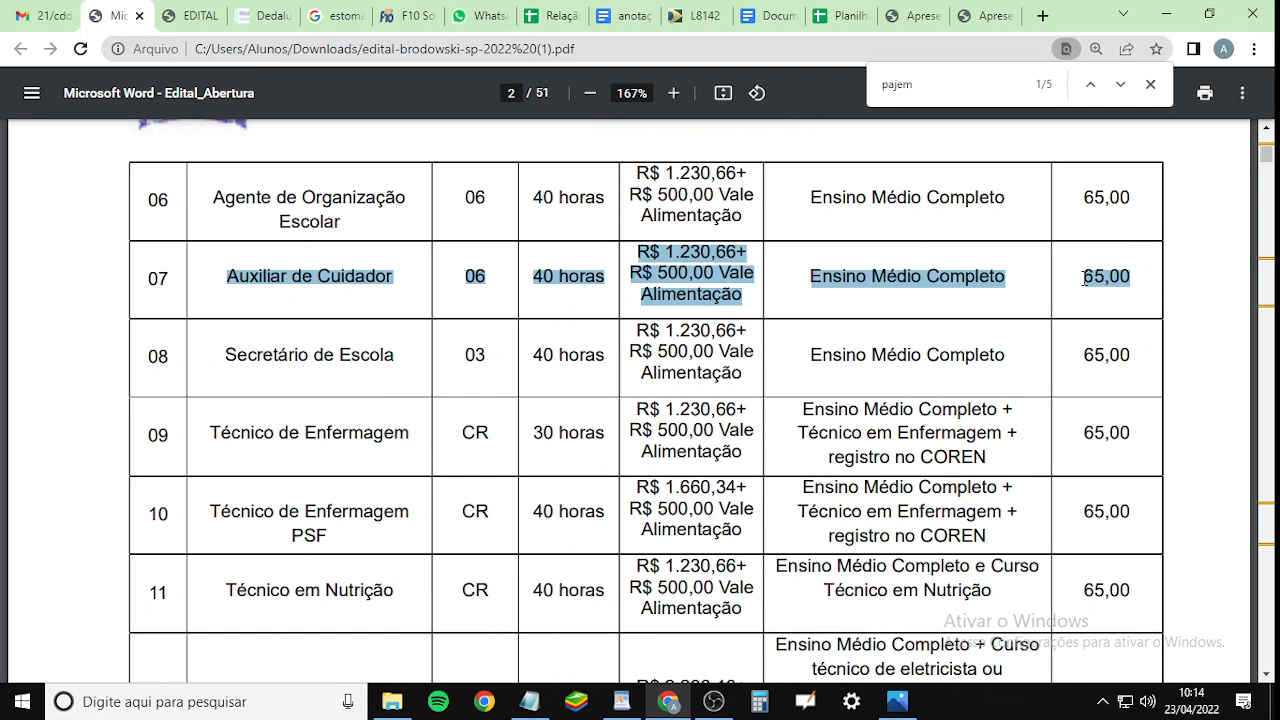 21/cdo
Mic
EDITAL
Dedalu
estoma
F10 So
Whats
Relação
anotaç
L8142
Docum
Planilh
Aprese
Aprese
Arquivo
C:/Users/Alunos/Downloads/edital-brodowski-sp-2022%20(1).pdf
A
pajem
1/5
Microsoft Word - Edital_Abertura
2 / 51
167%
06
Agente de Organização
Escolar
06
40 horas
R$ 1.230,66+
R$ 500,00 Vale
Alimentação
Ensino Médio Completo
65,00
07
Auxiliar de Cuidador
06
40 horas
R$ 1.230,66+
R$ 500,00 Vale
Alimentação
Ensino Médio Completo
65,00
08
Secretário de Escola
03
40 horas
R$ 1.230,66+
R$ 500,00 Vale
Alimentação
Ensino Médio Completo
65,00
09
Técnico de Enfermagem
CR
30 horas
R$ 1.230,66+
R$ 500,00 Vale
Alimentação
Ensino Médio Completo +
Técnico em Enfermagem +
registro no COREN
65,00
10
Técnico de Enfermagem
PSF
CR
40 horas
R$ 1.660,34+
R$ 500,00 Vale
Alimentação
Ensino Médio Completo +
Técnico em Enfermagem +
registro no COREN
65,00
11
Técnico em Nutrição
CR
40 horas
R$ 1.230,66+
R$ 500,00 Vale
Alimentação
Ensino Médio Completo e Curso
Técnico em Nutrição
65,00
Ensino Médio Completo + Curso
técnico de eletricista ou
Ativar o Windows
Acesse Configurações para ativar o Windows.
Digite aqui para pesquisar
10:14
23/04/2022